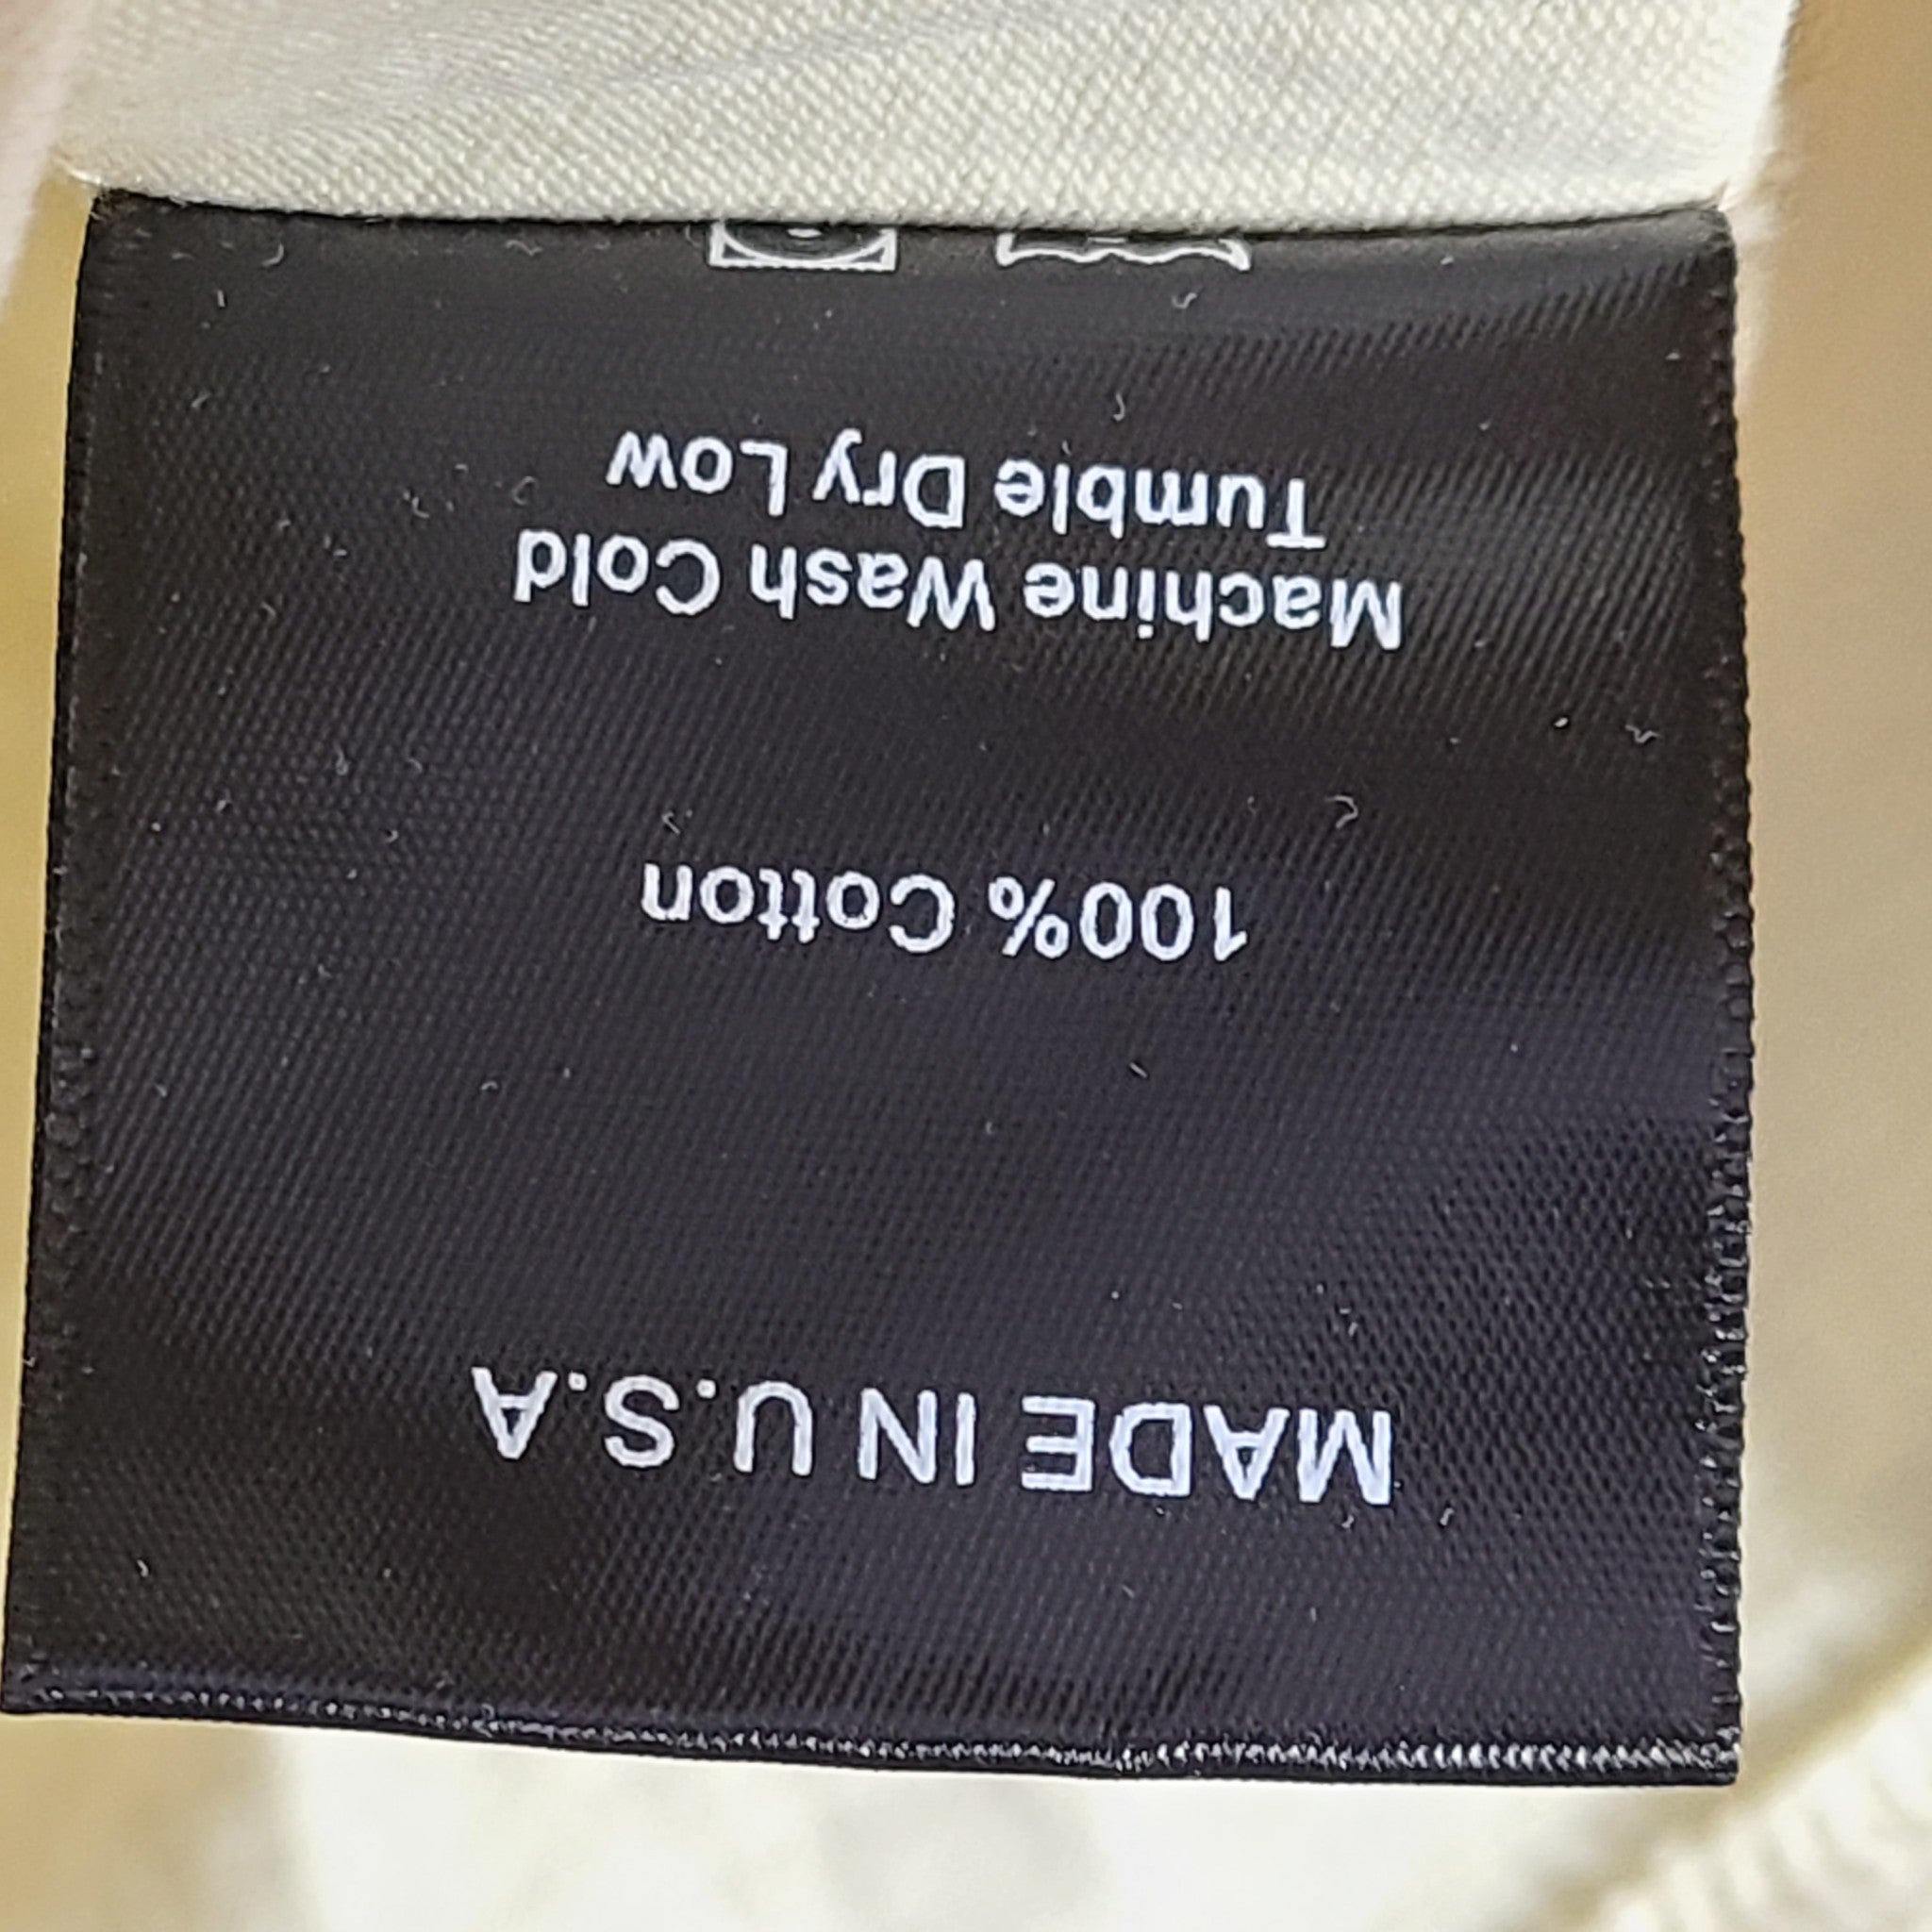 MADE IN U.S.A
100% Cotton
Machine Wash Cold
Tumble Dry Low